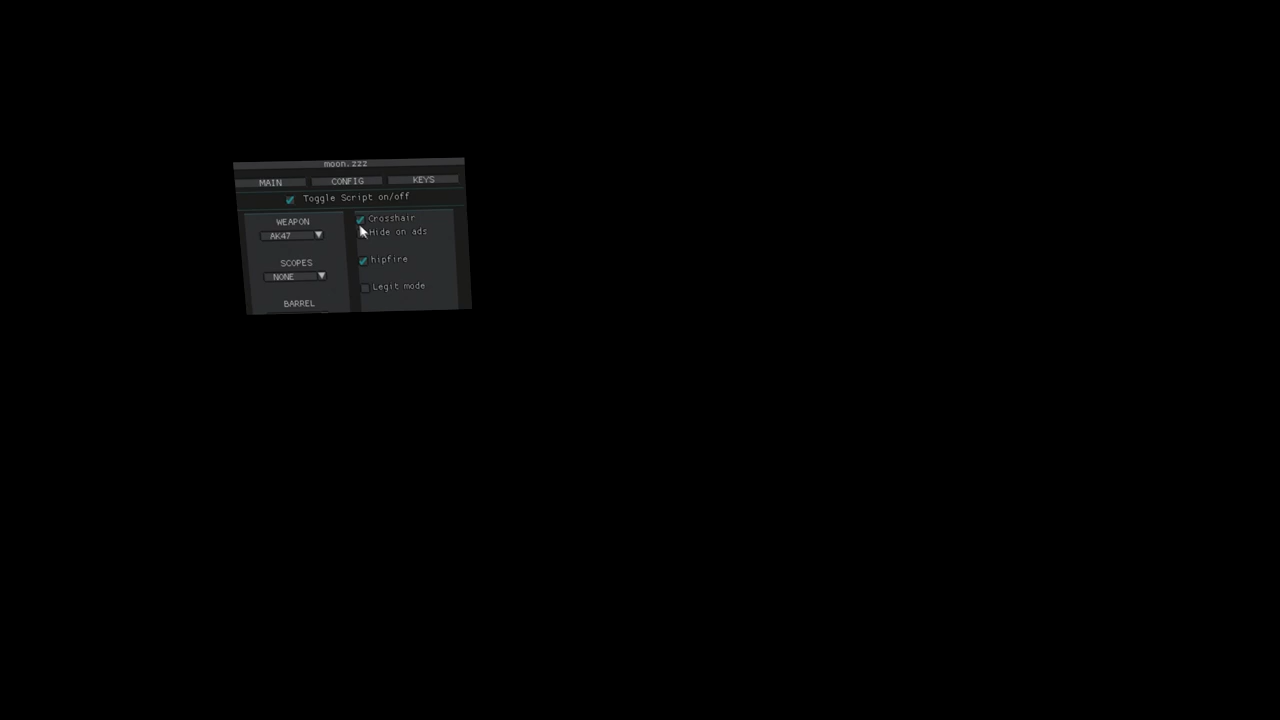 moon.zzz
MAIN CONFIG KEYS
Toggle Script on/off
WEAPON
AK47
SCOPES
NONE
BARREL
Crosshair
Hide on ads
hipfire
Legit mode